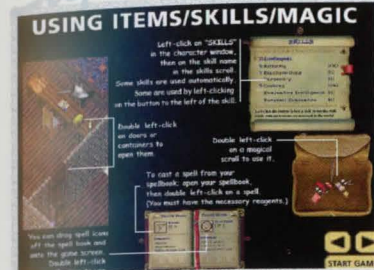 USING ITEMS/SKILLS/MAGIC
Left-click on "SKILLS"
in the character window,
then on the skill name
in the skills scroll.
Some skills are used automatically.
Some are used by left-clicking
on the button to the left of the skill.
Double left-click
on doors or
containers to
open them.
Double left-click
on a magical
scroll to use it.
To cast a spell from your
spellbook: open your spellbook,
then double left-click on a spell.
(You must have the necessary reagents.)
You can drag spell icons
off the spell book and
onto the game screen.
Double left-click
START GAM